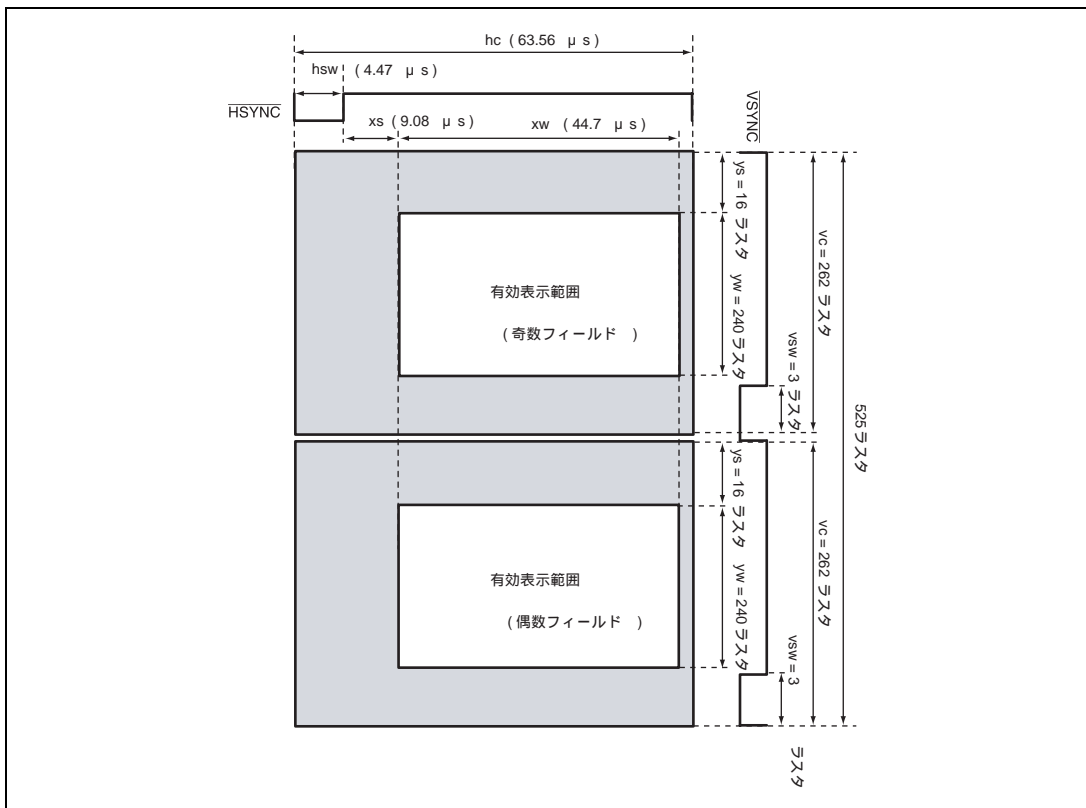 hc ( 63.56 μ s )
hsw ( 4.47 μ s )
HSYNC
xs ( 9.08 μ s )
xw ( 44.7 μ s )
VSYNC
ys = 16 ラスタ
yw = 240 ラスタ
vsw = 3 ラスタ
vc = 262 ラスタ
525 ラスタ
有効表示範囲
( 奇数フィールド )
ys = 16 ラスタ
yw = 240 ラスタ
vsw = 3 ラスタ
vc = 262 ラスタ
有効表示範囲
( 偶数フィールド )